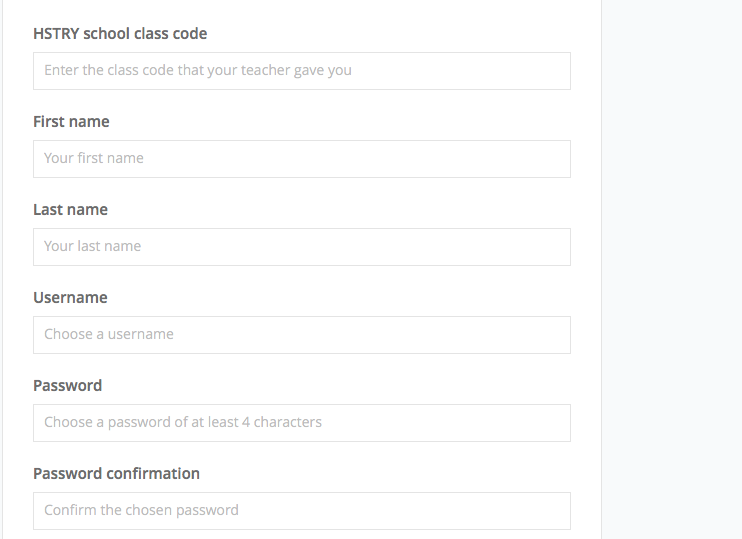 HSTRY school class code
Enter the class code that your teacher gave you
First name
Your first name
Last name
Your last name
Username
Choose a username
Password
Choose a password of at least 4 characters
Password confirmation
Confirm the chosen password